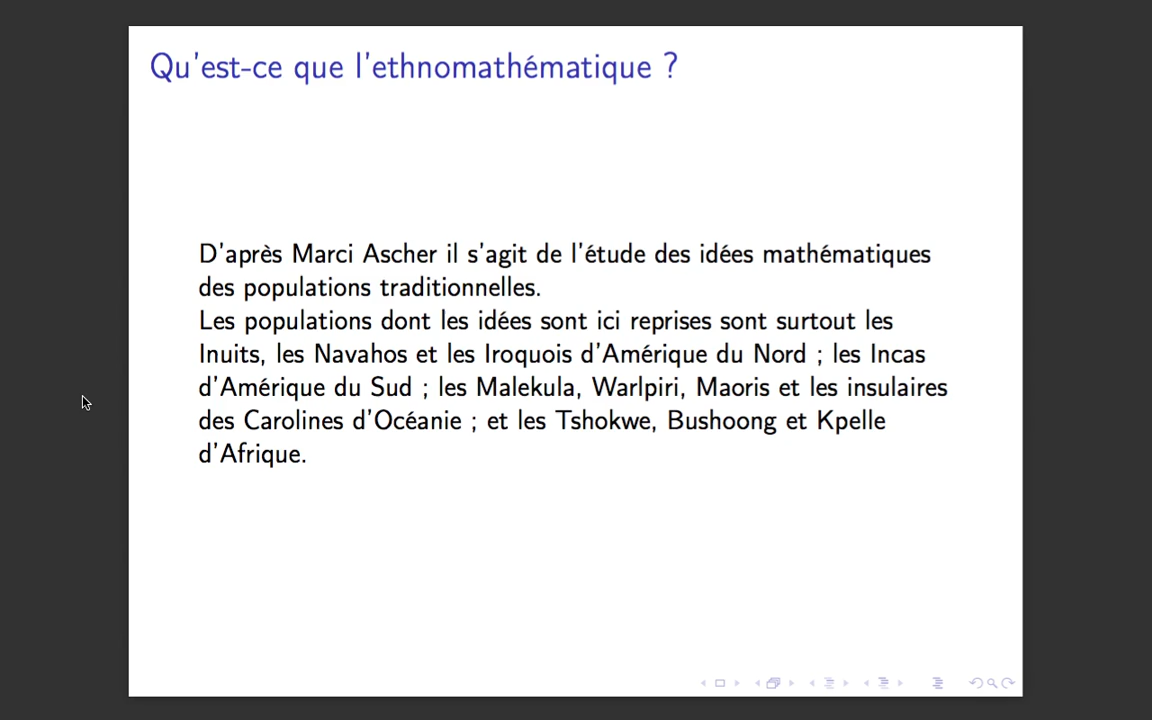 Qu'est-ce que l'ethnomathématique ?
D'après Marci Ascher il s'agit de l'étude des idées mathématiques
des populations traditionnelles.
Les populations dont les idées sont ici reprises sont surtout les
Inuits, les Navahos et les Iroquois d'Amérique du Nord ; les Incas
d'Amérique du Sud ; les Malekula, Warlpiri, Maoris et les insulaires
des Carolines d'Océanie ; et les Tshokwe, Bushoong et Kpelle
d'Afrique.